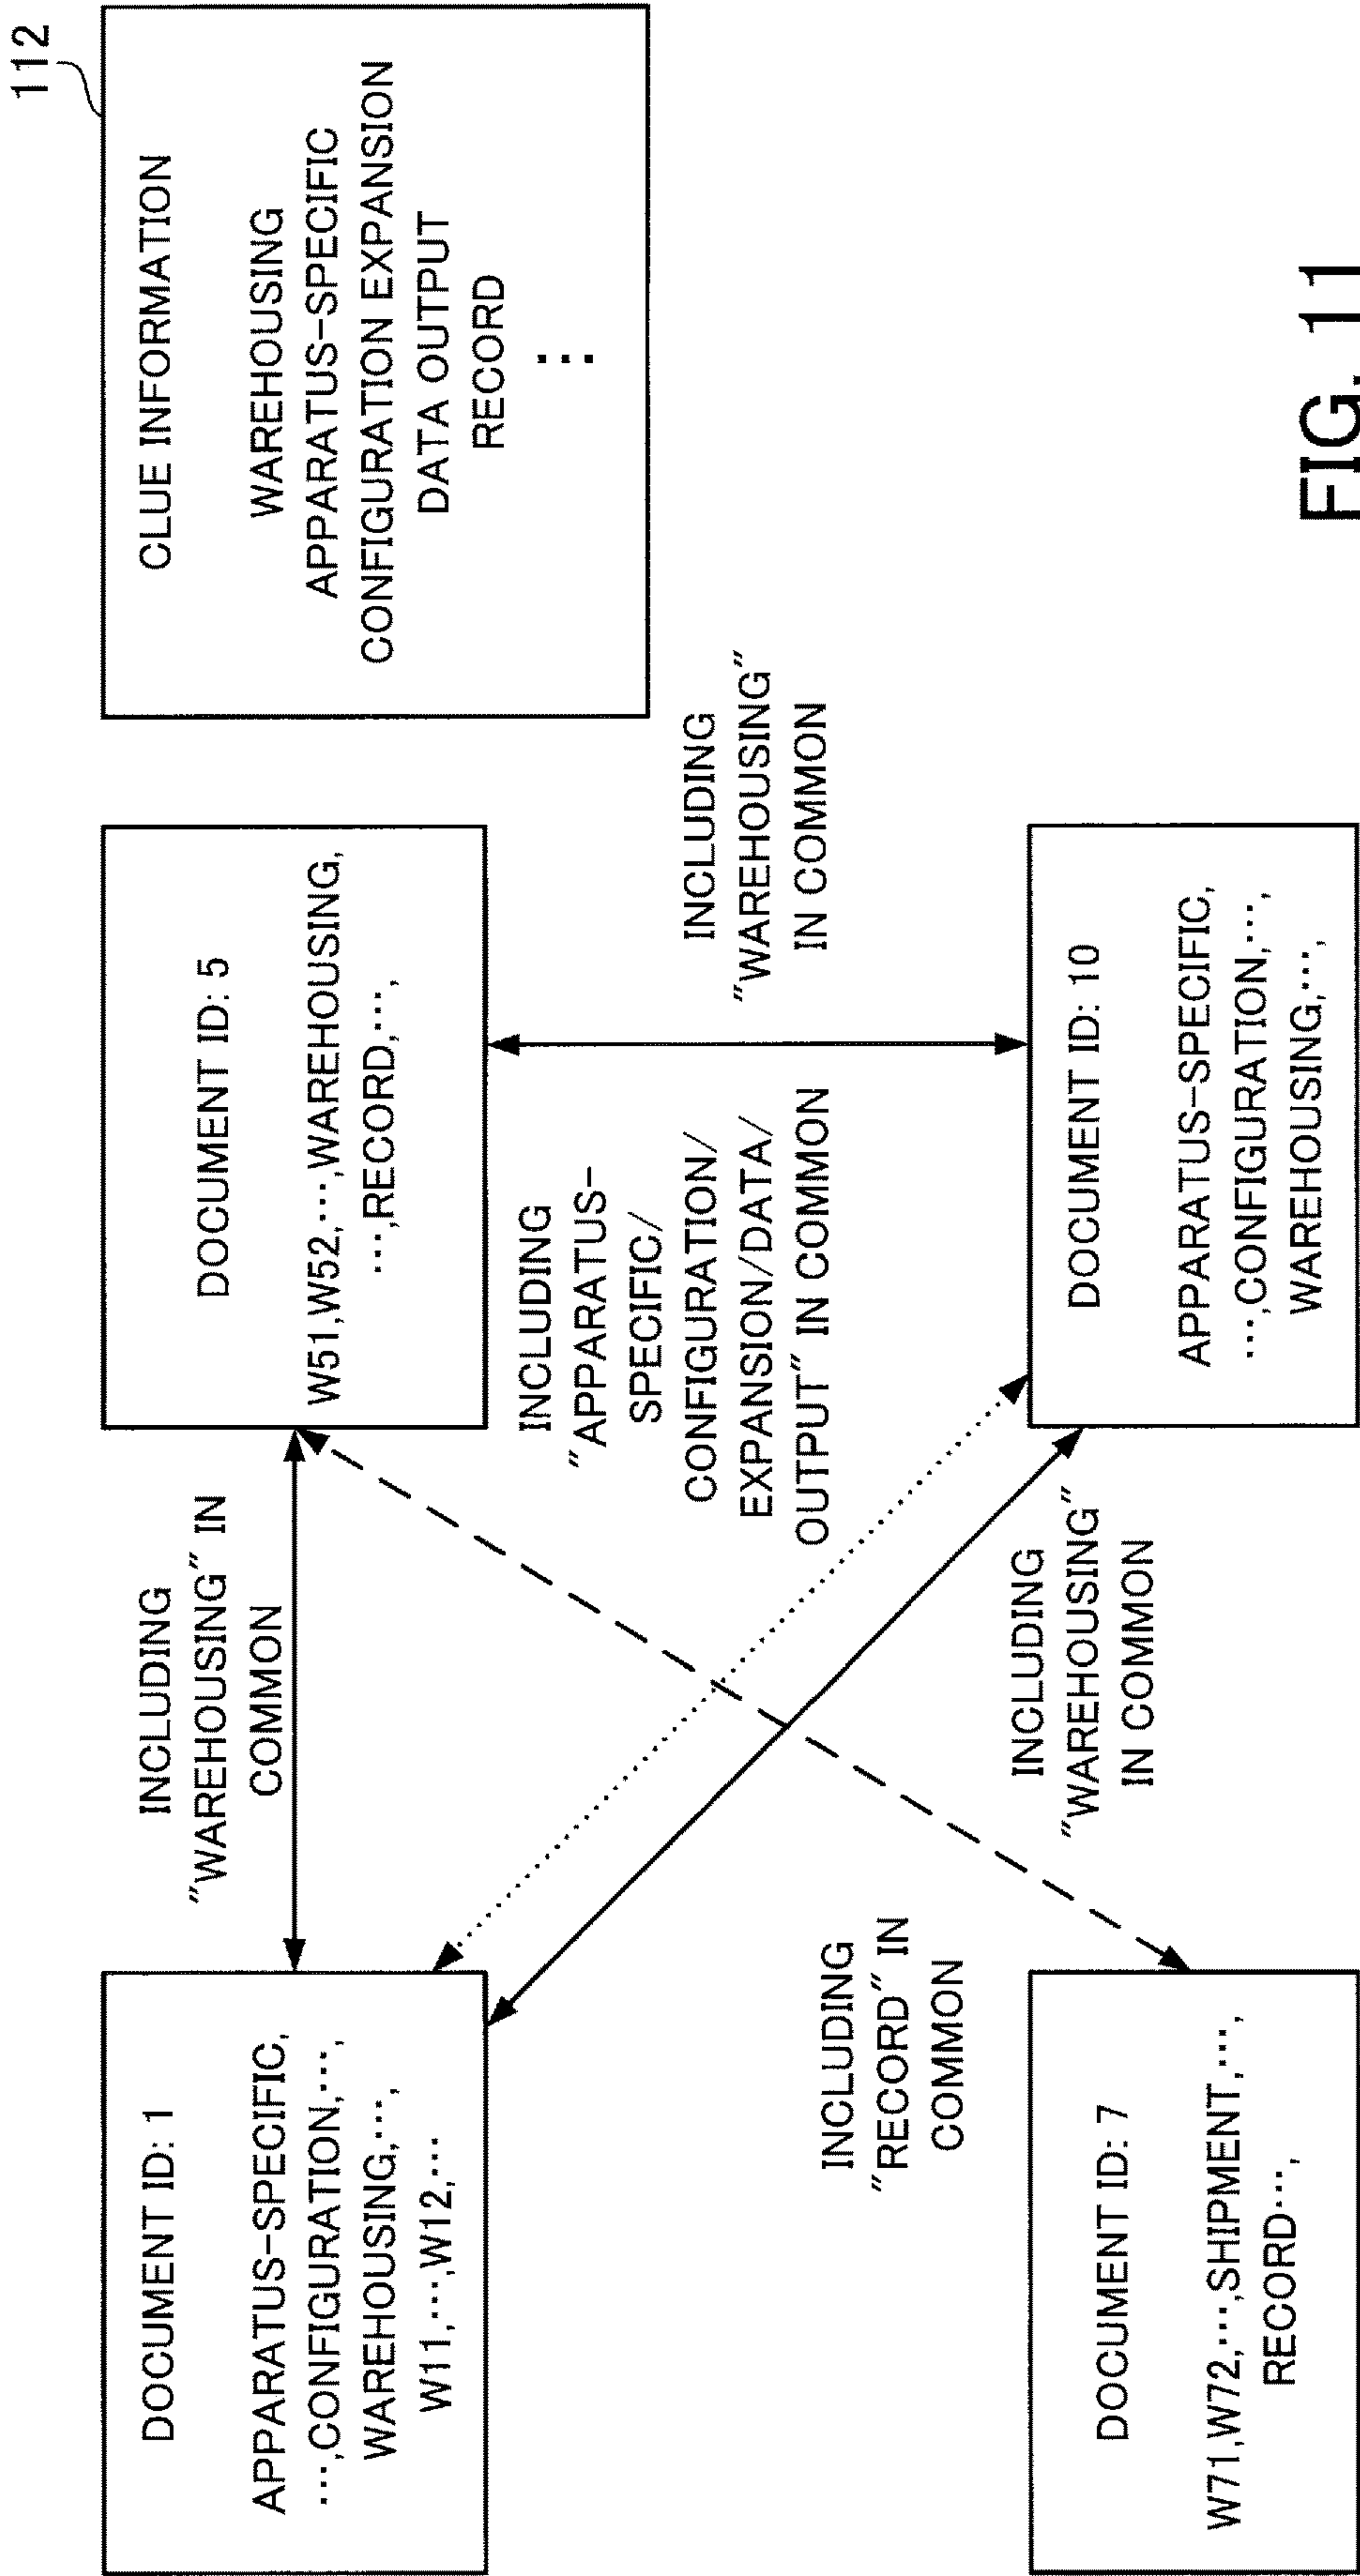 112
DOCUMENT ID: 1
APPARATUS-SPECIFIC,
…,CONFIGURATION,…,
WAREHOUSING,…,
W11,…,W12,…
INCLUDING
"WAREHOUSING" IN
COMMON
DOCUMENT ID: 5
W51,W52,…,WAREHOUSING,
…,RECORD,…,
CLUE INFORMATION
WAREHOUSING
APPARATUS-SPECIFIC
CONFIGURATION EXPANSION
DATA OUTPUT
RECORD
⋮
INCLUDING
"APPARATUS-
SPECIFIC/
CONFIGURATION/
EXPANSION/DATA/
OUTPUT" IN COMMON
INCLUDING
"WAREHOUSING"
IN COMMON
INCLUDING
"RECORD" IN
COMMON
INCLUDING
"WAREHOUSING"
IN COMMON
DOCUMENT ID: 7
W71,W72,…,SHIPMENT,…,
RECORD…,
DOCUMENT ID: 10
APPARATUS-SPECIFIC,
…,CONFIGURATION,…,
WAREHOUSING,…,
FIG. 11